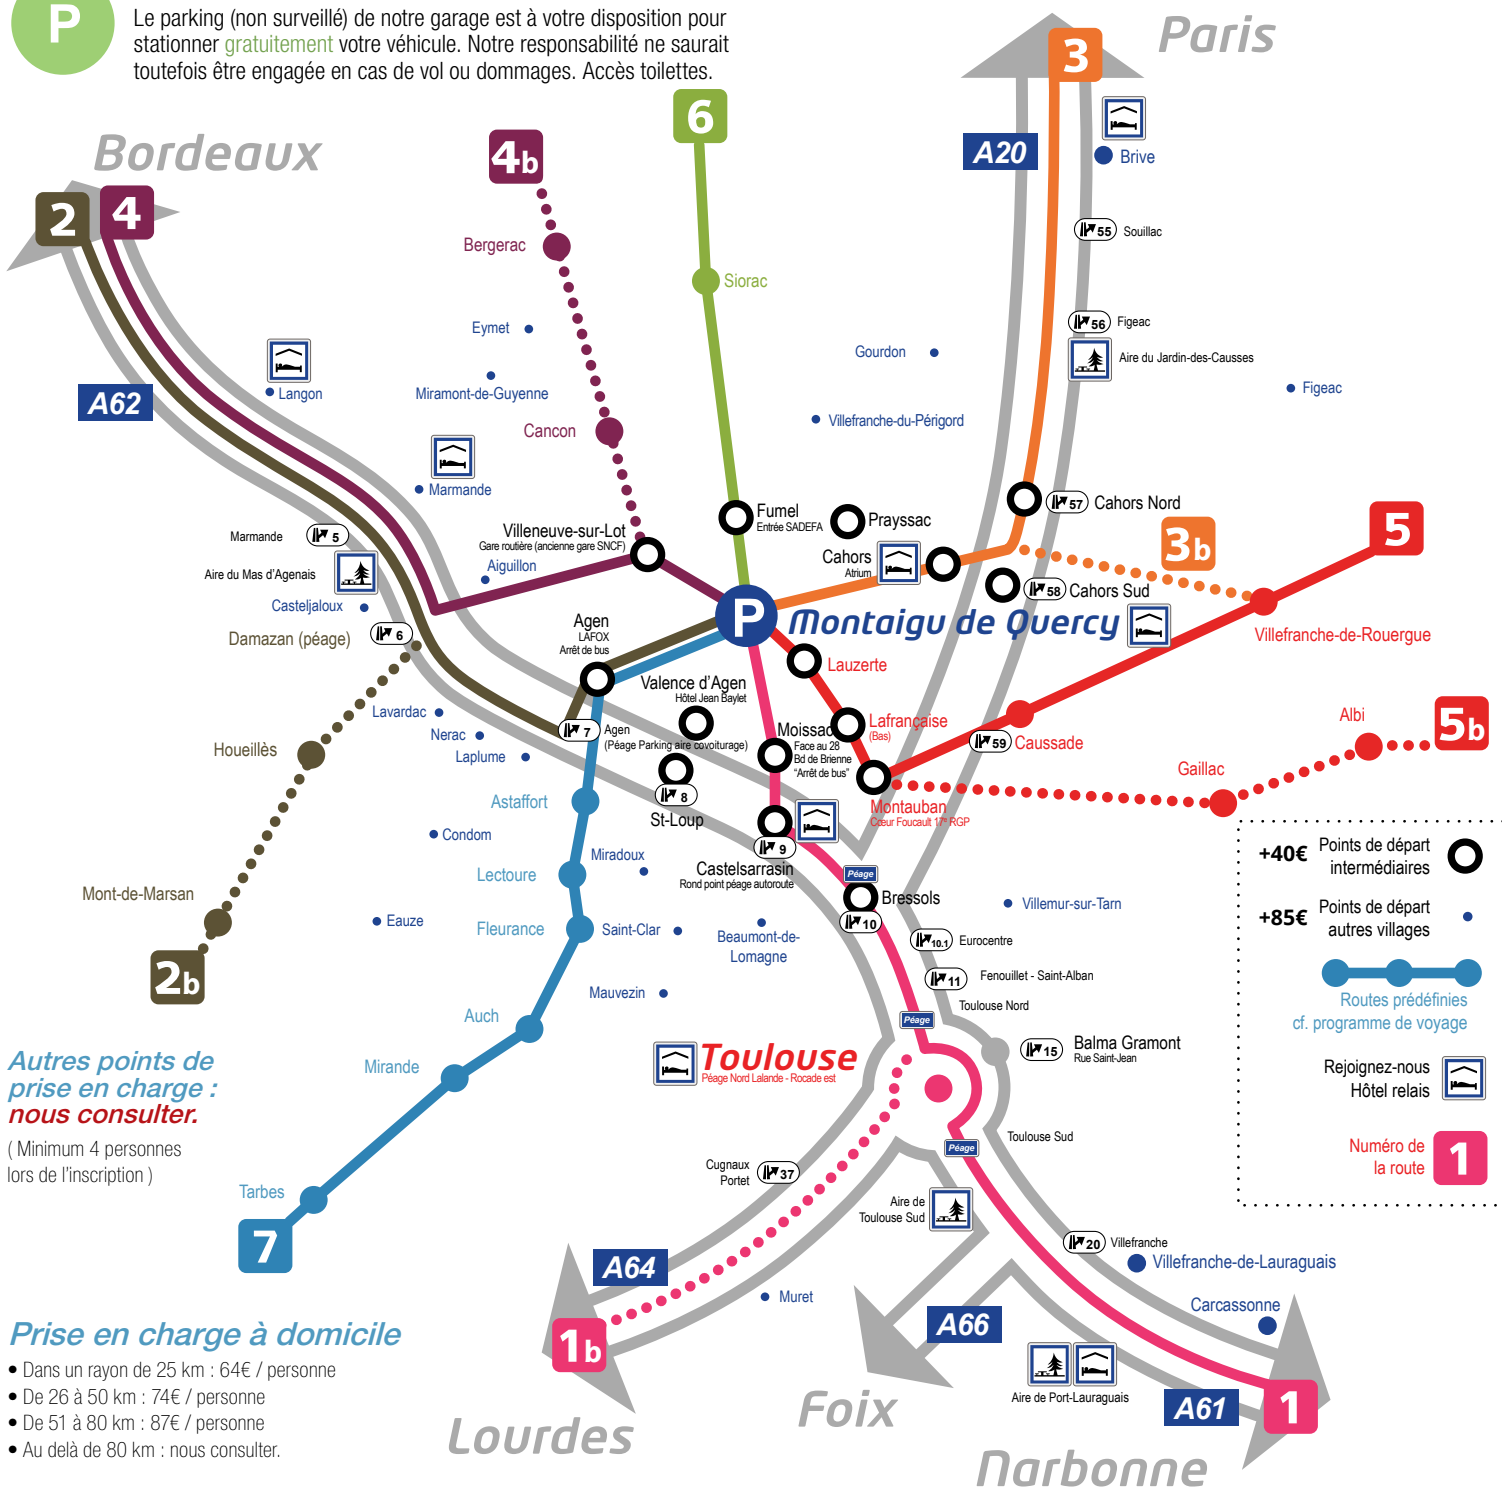 P
Le parking (non surveillé) de notre garage est à votre disposition pour
stationner gratuitement votre véhicule. Notre responsabilité ne saurait
toutefois être engagée en cas de vol ou dommages. Accès toilettes.
Paris
3
A20
Brive
55 Souillac
56 Figeac
Aire du Jardin-des-Causses
Bordeaux
2
4
4b
6
Bergerac
Siorac
Eymet
Miramont-de-Guyenne
Cancon
Gourdon
Villefranche-du-Périgord
Figeac
A62
Langon
Marmande
Marmande
5
Aire du Mas d'Agenais
Casteljaloux
Damazan (péage)
6
Villeneuve-sur-Lot
Gare routière (ancienne gare SNCF)
Aiguillon
Fumel
Entrée SADEFA
Prayssac
57 Cahors Nord
Cahors
Atrium
58 Cahors Sud
3b
5
P
Montaigu de Quercy
Villefranche-de-Rouergue
Agen
LAFOX
Arrêt de bus
Lauzerte
Valence d'Agen
Hôtel Jean Baylet
Lafrançaise
(Bas)
Moissac
Face au 28
Bd de Brienne
"Arrêt de bus"
59 Caussade
Albi
5b
Gaillac
Montauban
Cœur Foucault 17° RGP
7
Agen
(Péage Parking aire covoiturage)
8
St-Loup
9
Castelsarrasin
Rond point péage autoroute
Lavardac
Nerac
Laplume
Houeillès
Astaffort
Condom
Miradoux
Lectoure
Mont-de-Marsan
Eauze
Fleurance
Saint-Clar
Beaumont-de-
Lomagne
2b
Mauvezin
Auch
Mirande
Tarbes
7
Péage
Bressols
10
Villemur-sur-Tarn
10.1 Eurocentre
11 Fenouillet - Saint-Alban
Toulouse Nord
Péage
15
Balma Gramont
Rue Saint-Jean
Toulouse
Péage Nord Lalande - Rocade est
Toulouse Sud
Péage
Cugnaux
Portet
37
Aire de
Toulouse Sud
20 Villefranche
Villefranche-de-Lauraguais
Carcassonne
A64
Muret
1b
A66
Aire de Port-Lauraguais
A61
1
Lourdes
Foix
Narbonne
+40€
Points de départ
intermédiaires
+85€
Points de départ
autres villages
Routes prédéfinies
cf. programme de voyage
Rejoignez-nous
Hôtel relais
Numéro de
la route
1
Autres points de
prise en charge :
nous consulter.
( Minimum 4 personnes
lors de l'inscription )
Prise en charge à domicile
• Dans un rayon de 25 km : 64€ / personne
• De 26 à 50 km : 74€ / personne
• De 51 à 80 km : 87€ / personne
• Au delà de 80 km : nous consulter.